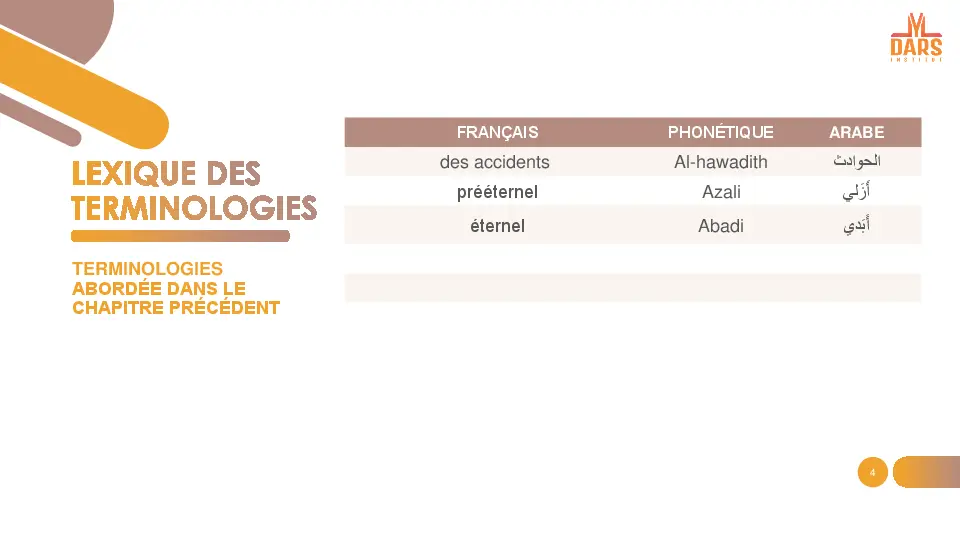 DARS
INSTITUT
LEXIQUE DES
TERMINOLOGIES
TERMINOLOGIES
ABORDÉE DANS LE
CHAPITRE PRÉCÉDENT
FRANÇAIS PHONÉTIQUE ARABE
des accidents Al-hawadith الحوادث
prééternel Azali أَزَلي
éternel Abadi أَبَدي
4